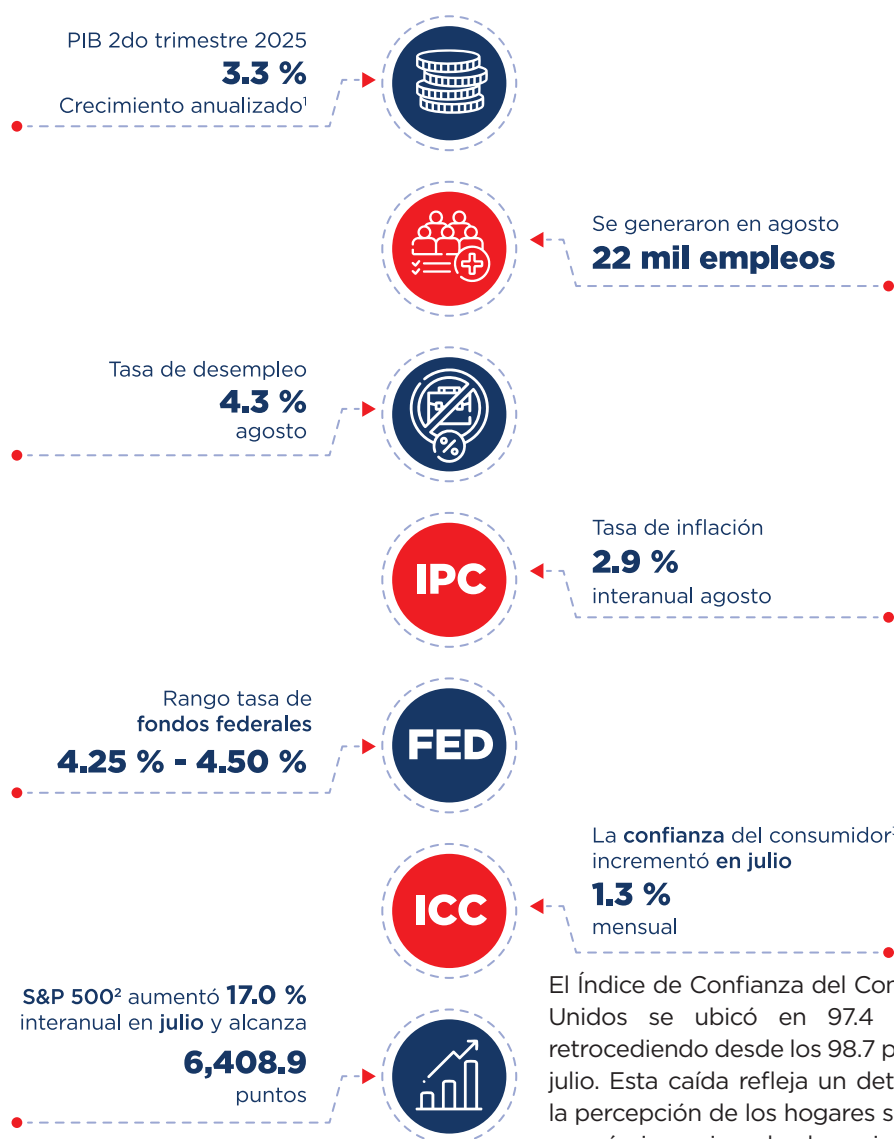 PIB 2do trimestre 2025
3.3 %
Crecimiento anualizado¹
Se generaron en agosto
22 mil empleos
Tasa de desempleo
4.3 %
agosto
IPC
Tasa de inflación
2.9 %
interanual agosto
Rango tasa de
fondos federales
4.25 % - 4.50 %
FED
La confianza del consumidor
incrementó en julio
1.3 %
mensual
ICC
S&P 500² aumentó 17.0 %
interanual en julio y alcanza
6,408.9
puntos
El Índice de Confianza del
Unidos se ubicó en 97.4
retrocediendo desde los 98.7
julio. Esta caída refleja un
la percepción de los hogares